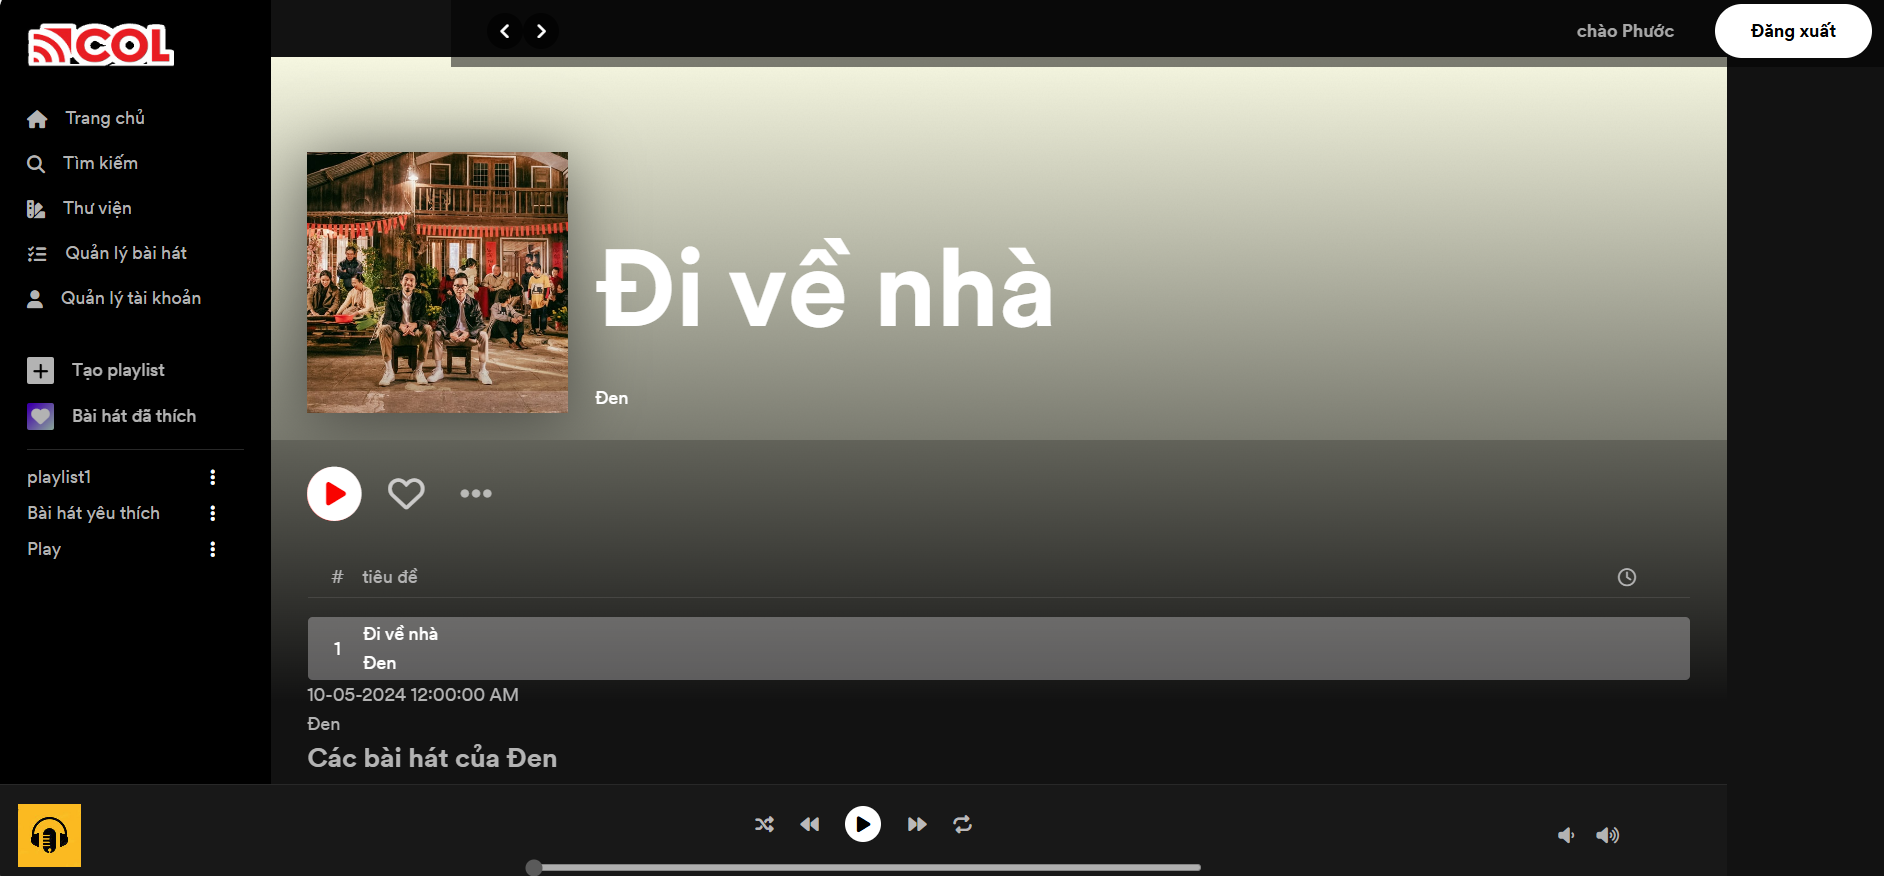 COL
Trang chủ
Tìm kiếm
Thư viện
Quản lý bài hát
Quản lý tài khoản
Tạo playlist
Bài hát đã thích
playlist1
Bài hát yêu thích
Play
chào Phước
Đăng xuất
Đi về nhà
Đen
# tiêu đề
1 Đi về nhà
Đen
10-05-2024 12:00:00 AM
Đen
Các bài hát của Đen